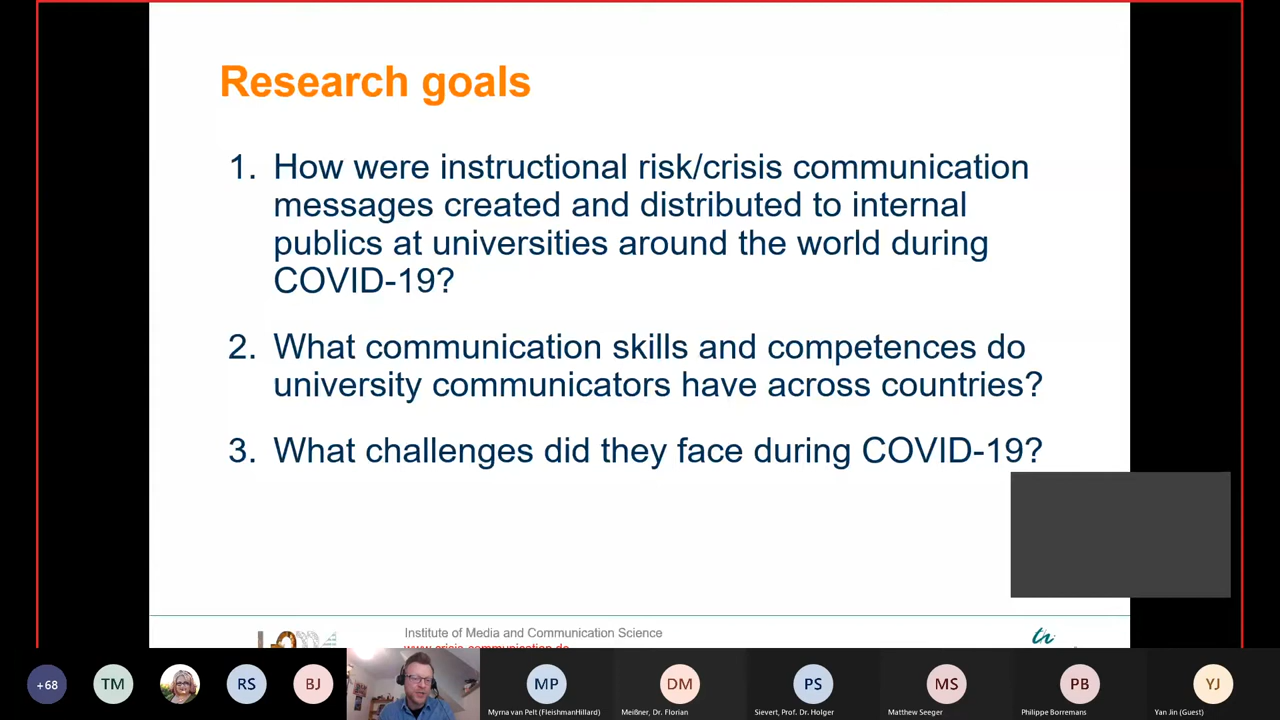 Research goals
1. How were instructional risk/crisis communication
messages created and distributed to internal
publics at universities around the world during
COVID-19?
2. What communication skills and competences do
university communicators have across countries?
3. What challenges did they face during COVID-19?
Institute of Media and Communication Science
www.crisis-communication.de
+68
TM
RS
BJ
MP
DM
PS
MS
PB
YJ
Myrna van Pelt (FleishmanHillard)
Meißner, Dr. Florian
Sievert, Prof. Dr. Holger
Matthew Seeger
Philippe Borremans
Yan Jin (Guest)